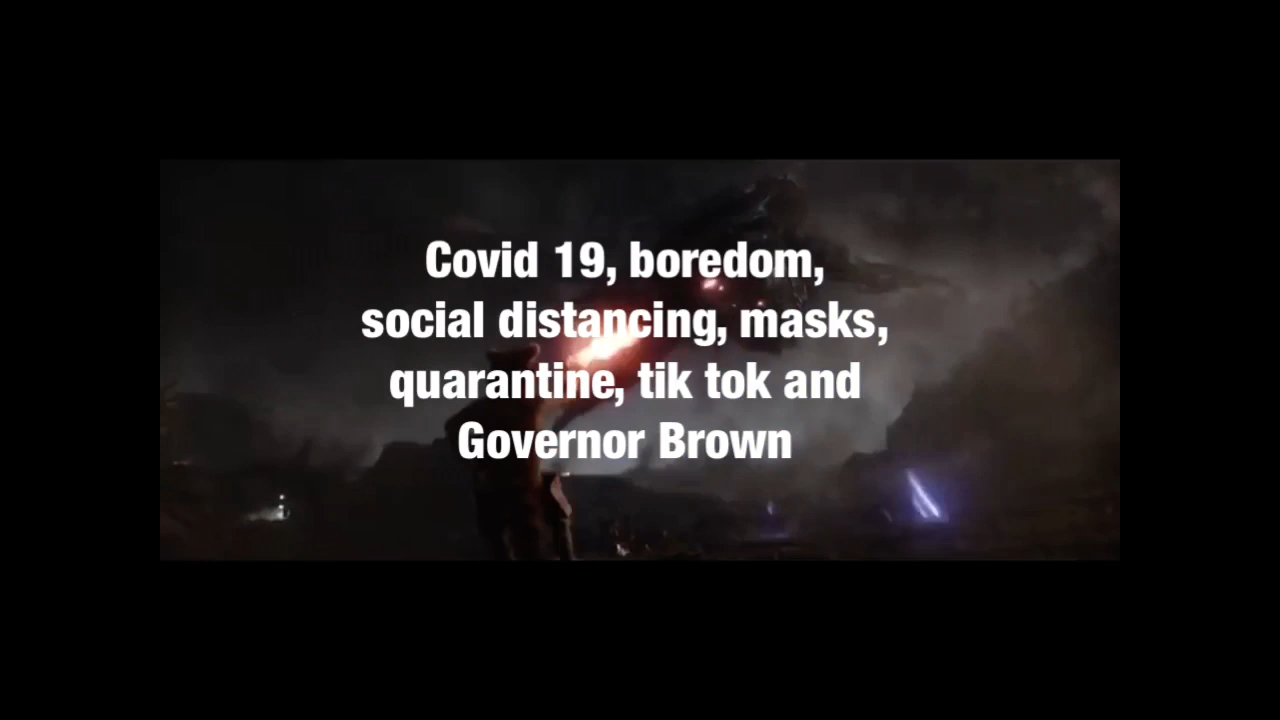 Covid 19, boredom,
social distancing, masks,
quarantine, tik tok and
Governor Brown